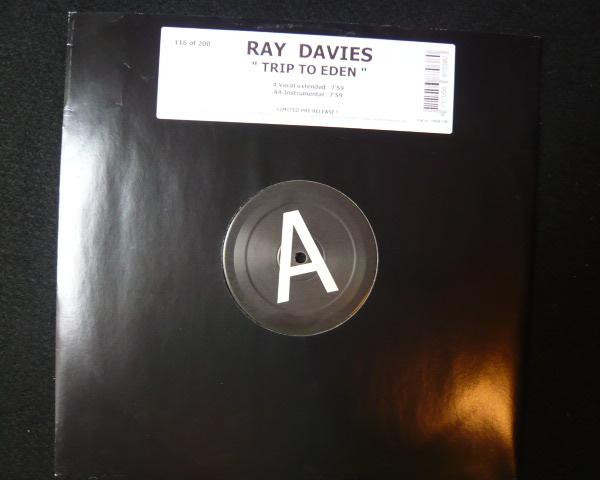 116 of 200
RAY DAVIES
" TRIP TO EDEN "
A Vocal extended 7'59
AA Instrumental 7'59
LIMITED PRE RELEASE !
A